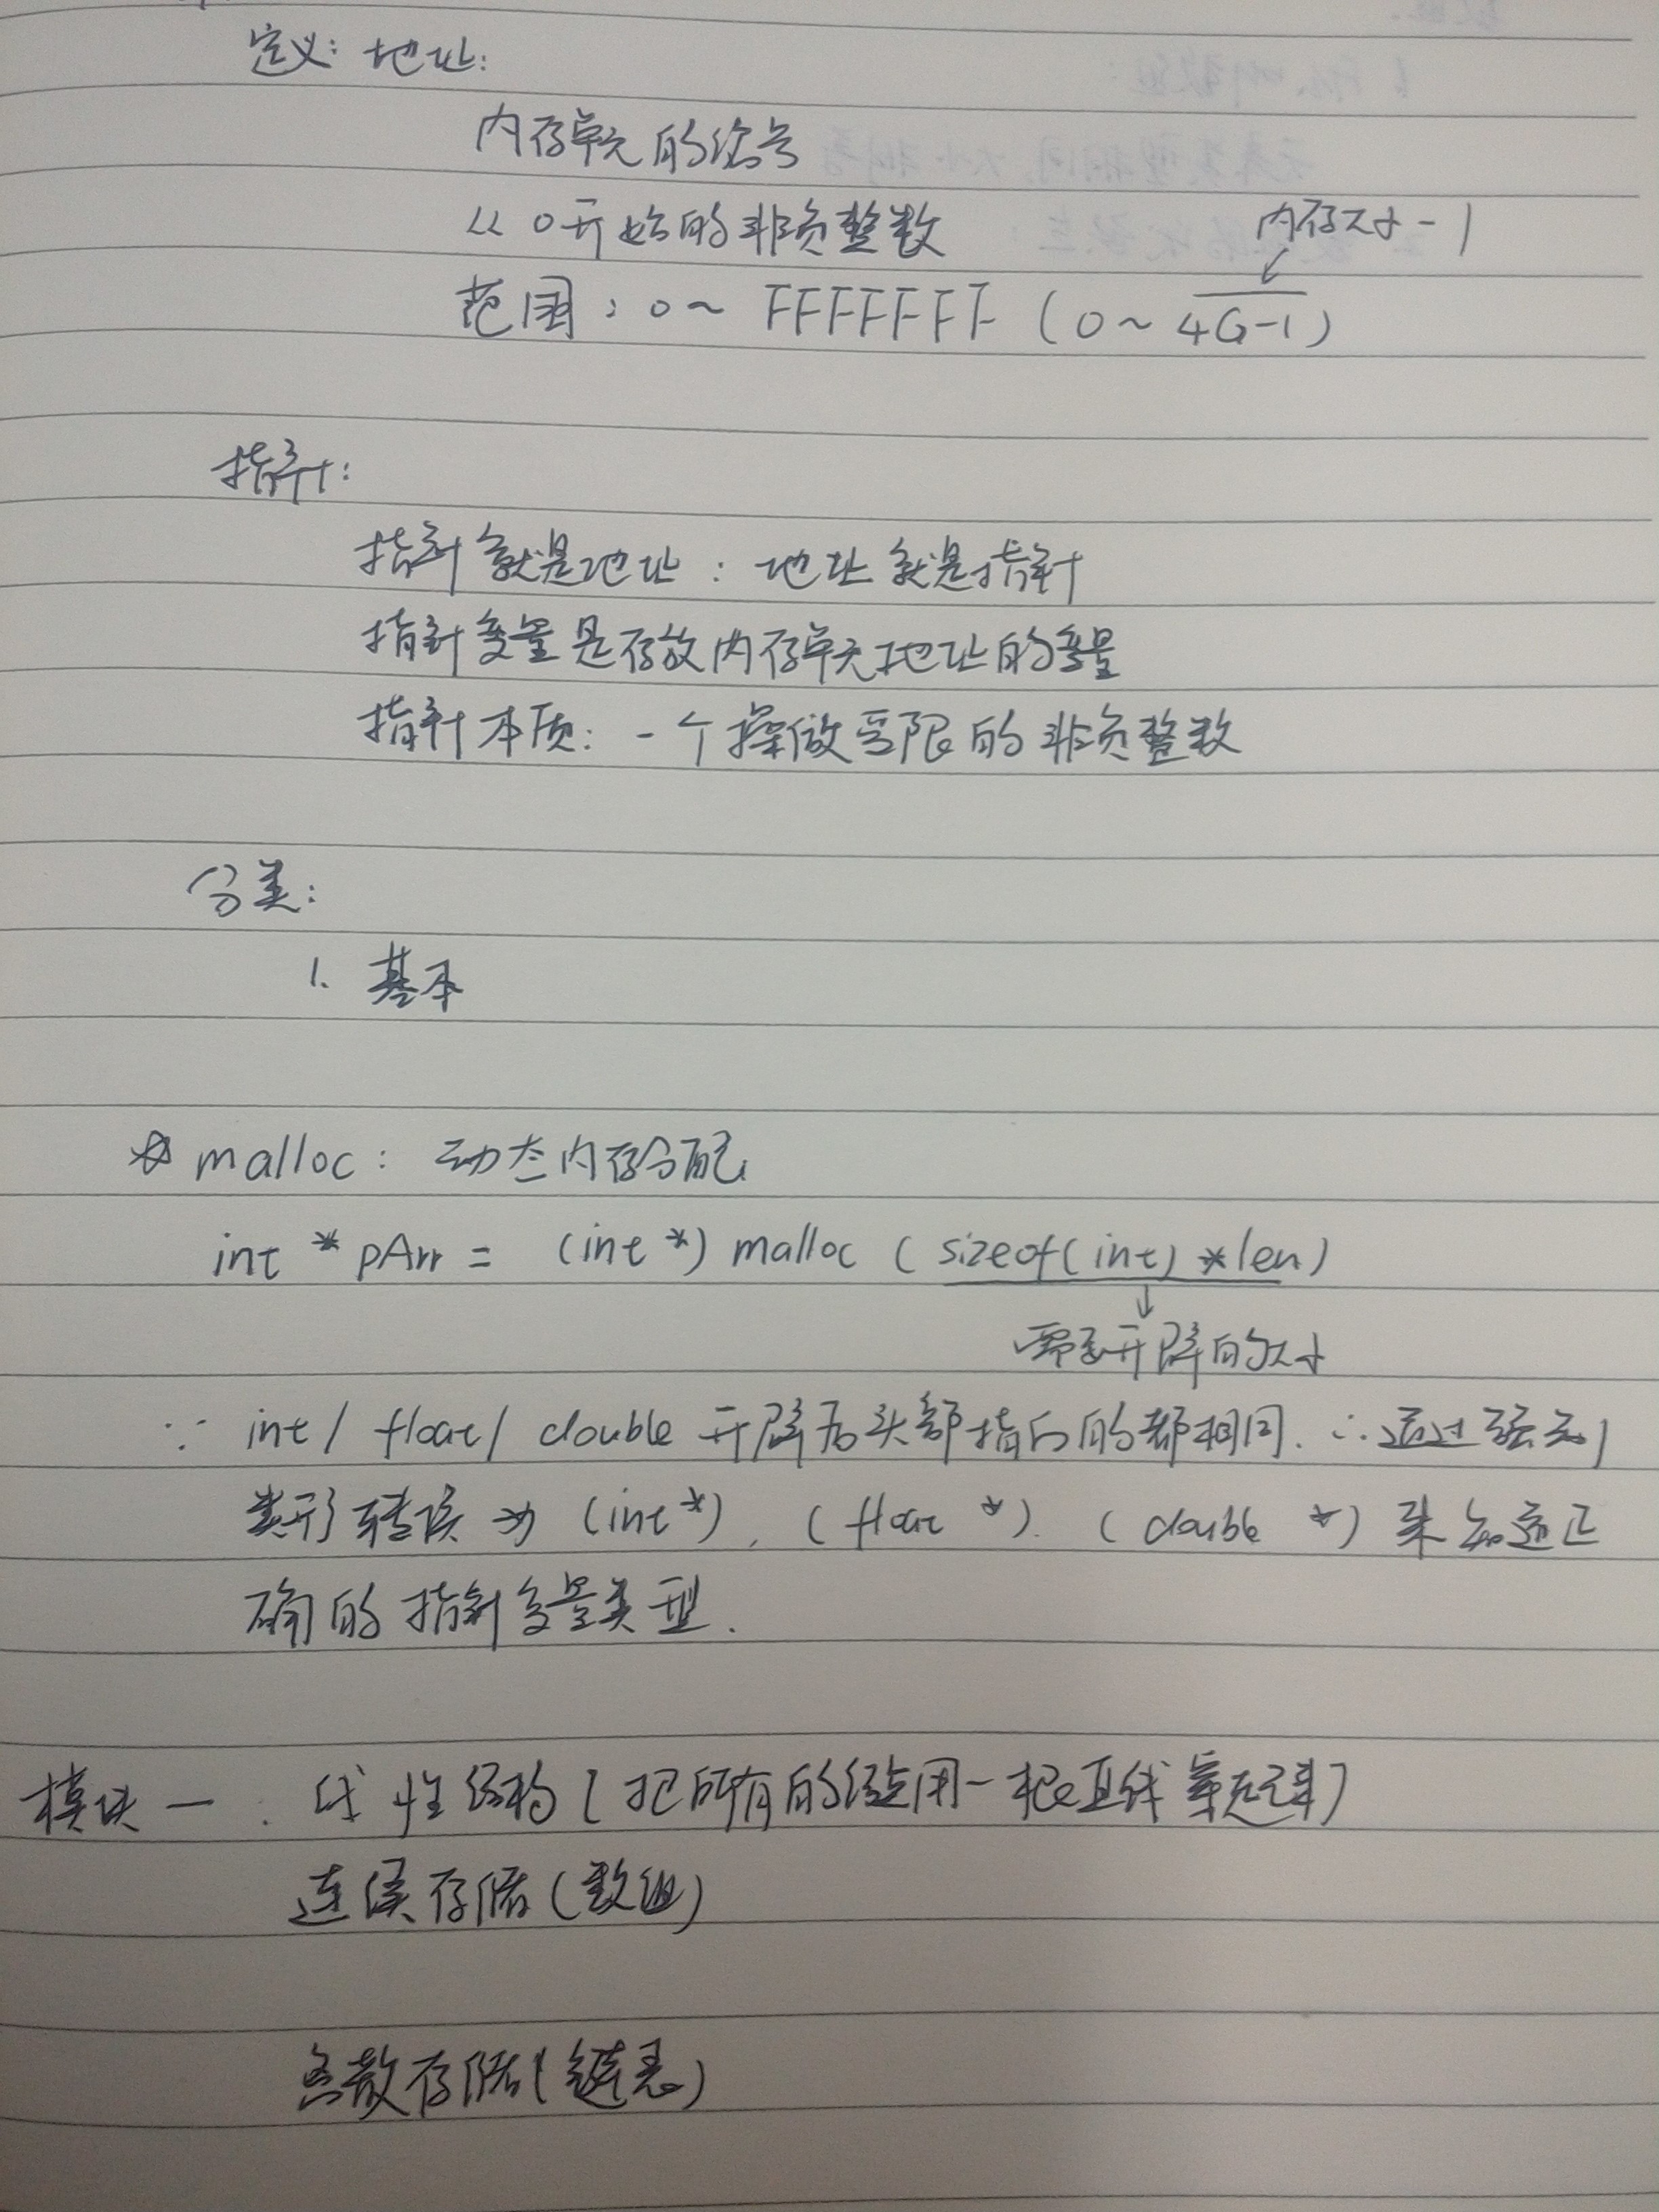 定义: 地址:
内存单元的编号
从0开始的非负整数
内存大小-1
范围: 0~ FFFFFFF (0~4G-1)
指针:
指针就是地址: 地址就是指针
指针变量是存放内存单元地址的变量
指针本质: 一个操做受限的非负整数
分类:
1. 基本
☆ malloc: 动态内存分配
int * pArr = (int *) malloc ( sizeof(int) *len)
需要开辟的大小
∵ int/ float/ double 开辟后头部指向的都相同. ∴通过强制
类形转换为 (int*), (float *). (double *) 来知道正
确的指针变量类型.
模块一: 线性结构[把所有的结点用一根直线穿起来]
连续存储(数组)
离散存储(链表)